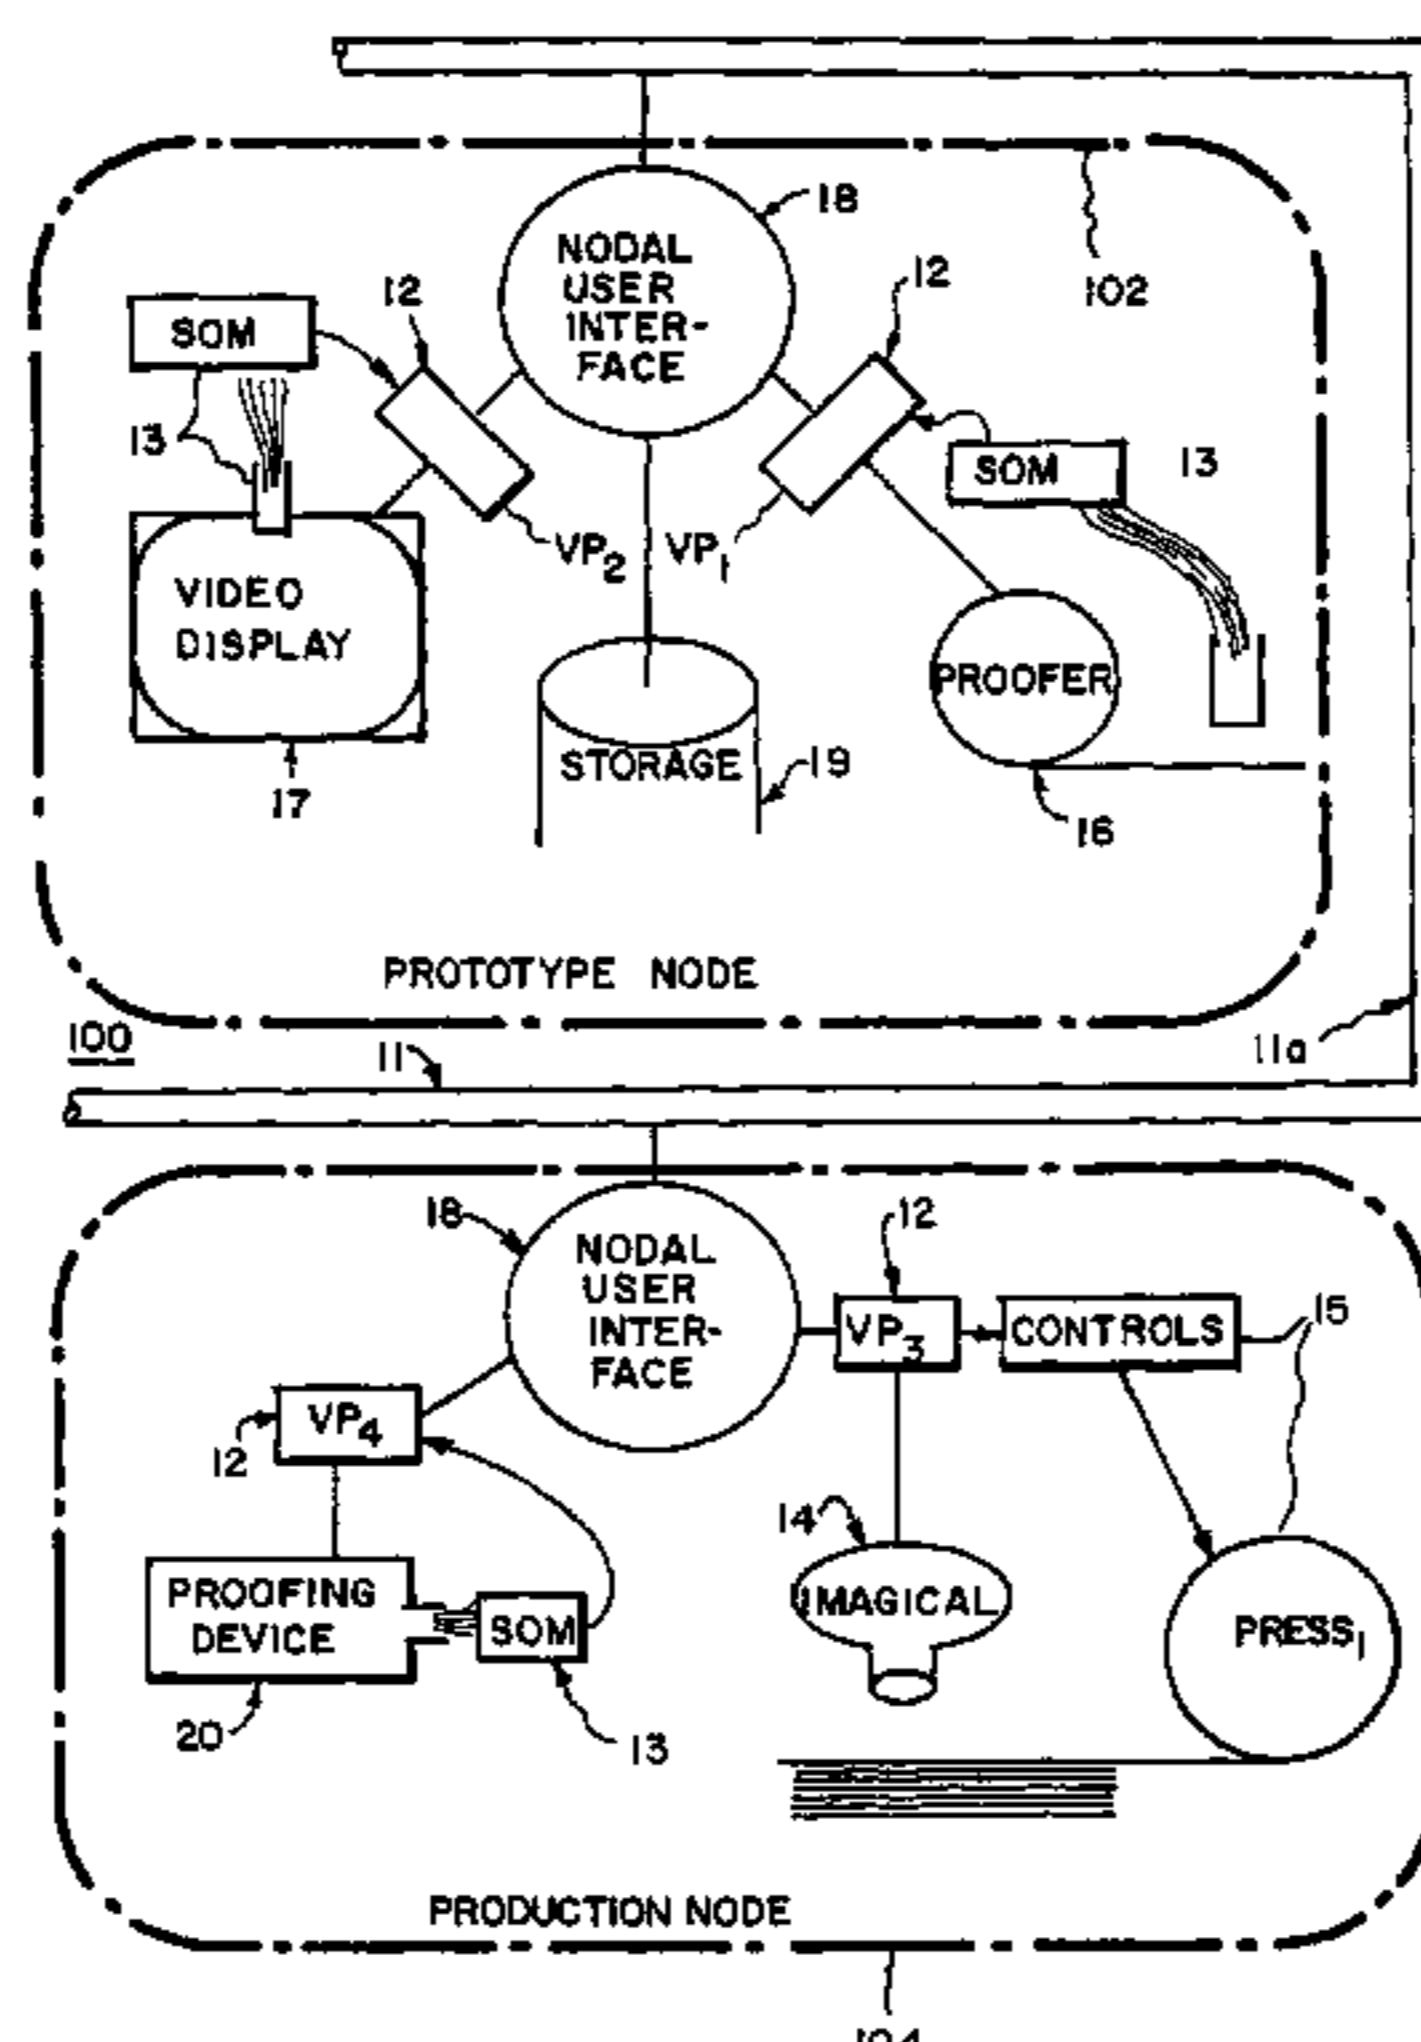 18
NODAL
USER
INTER-
FACE
102
12
12
SOM
13
SOM
13
VP2
VP1
VIDEO
DISPLAY
PROOFER
STORAGE
19
17
16
PROTOTYPE NODE
100
11
11a
18
NODAL
USER
INTER-
FACE
12
VP3
CONTROLS
15
VP4
12
14
IMAGICAL
PROOFING
DEVICE
SOM
PRESS1
20
13
PRODUCTION NODE